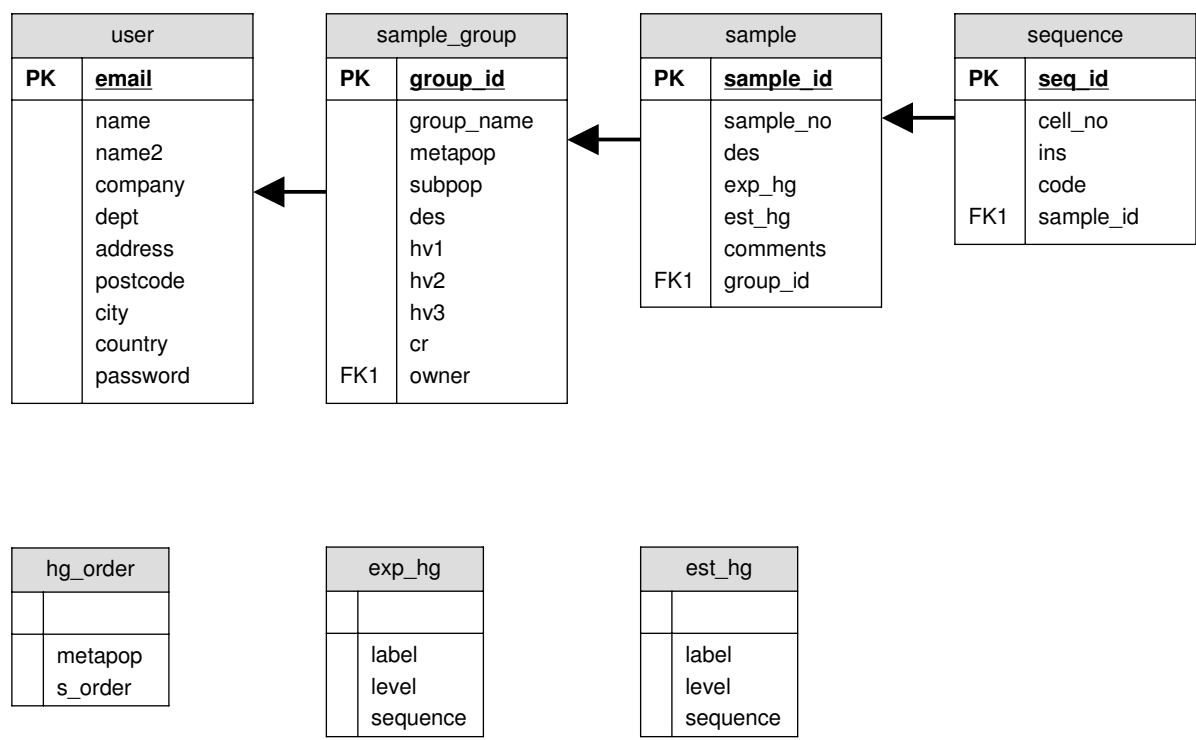 user
PK email
name
name2
company
dept
address
postcode
city
country
password
sample_group
PK group_id
group_name
metapop
subpop
des
hv1
hv2
hv3
cr
FK1 owner
sample
PK sample_id
sample_no
des
exp_hg
est_hg
comments
FK1 group_id
sequence
PK seq_id
cell_no
ins
code
FK1 sample_id
hg_order
metapop
s_order
exp_hg
label
level
sequence
est_hg
label
level
sequence